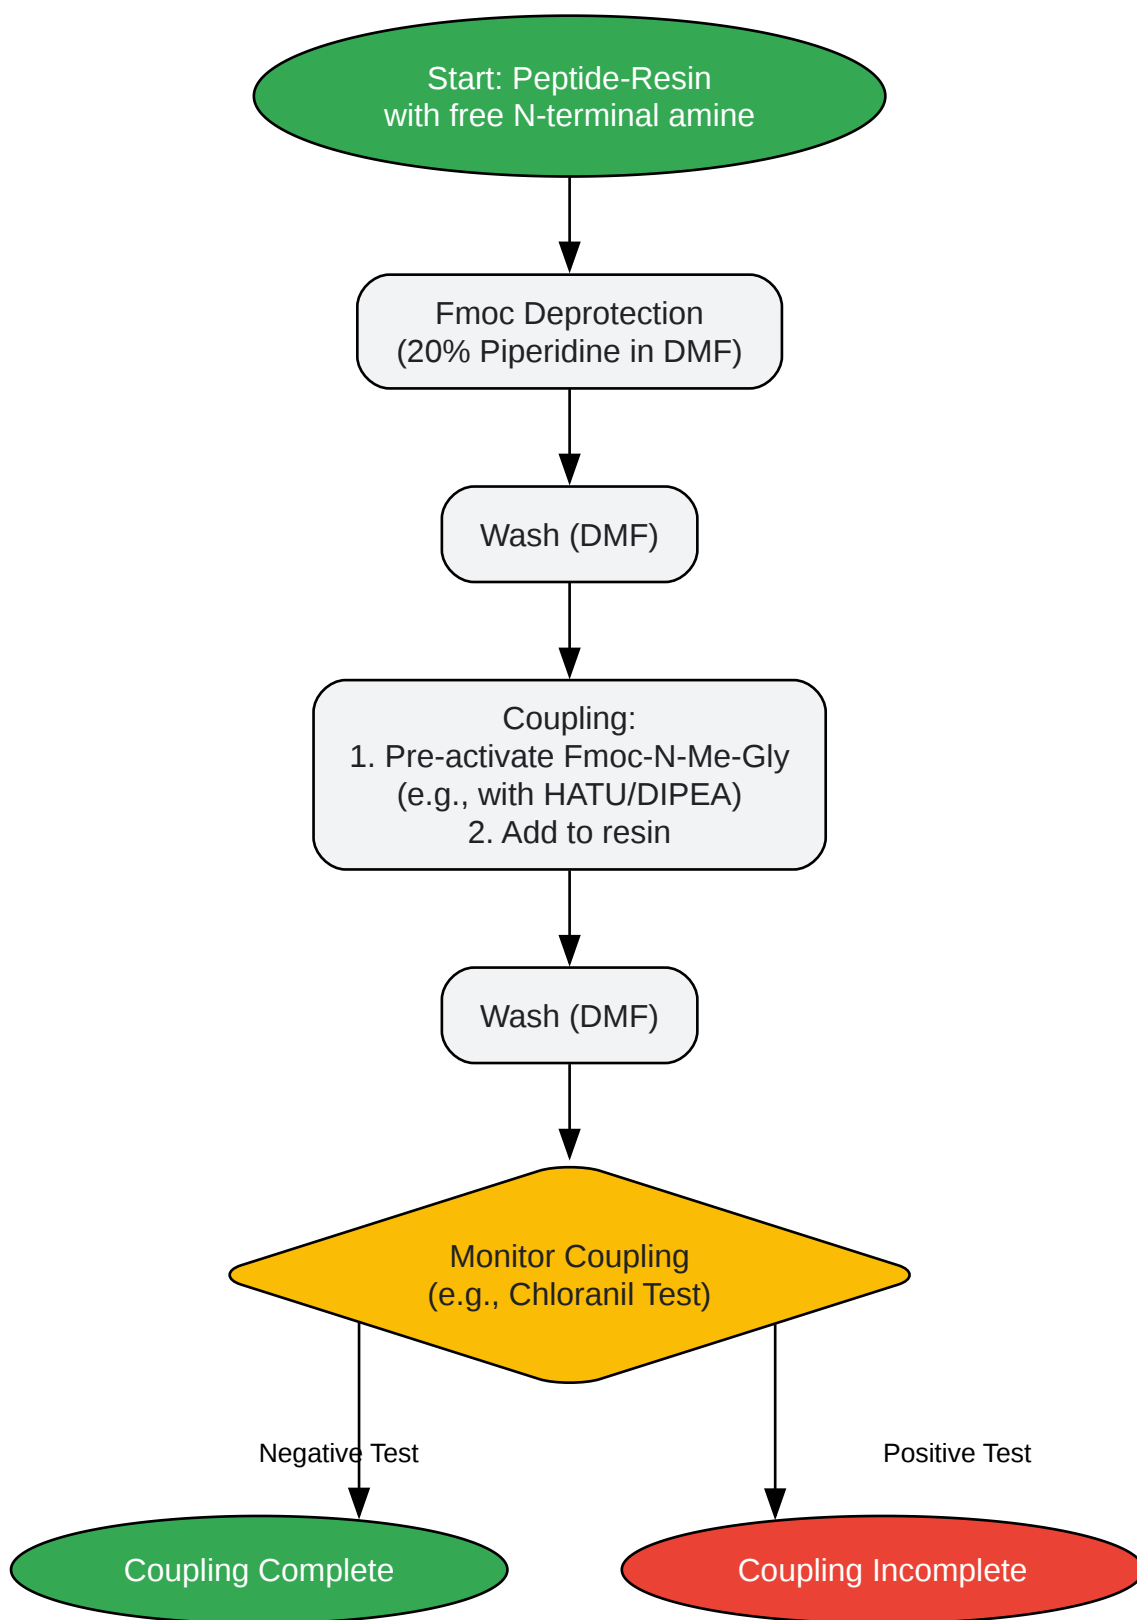 Start: Peptide-Resin
with free N-terminal amine
Fmoc Deprotection
(20% Piperidine in DMF)
Wash (DMF)
Coupling:
1. Pre-activate Fmoc-N-Me-Gly
(e.g., with HATU/DIPEA)
2. Add to resin
Wash (DMF)
Monitor Coupling
(e.g., Chloranil Test)
Negative Test
Positive Test
Coupling Complete
Coupling Incomplete